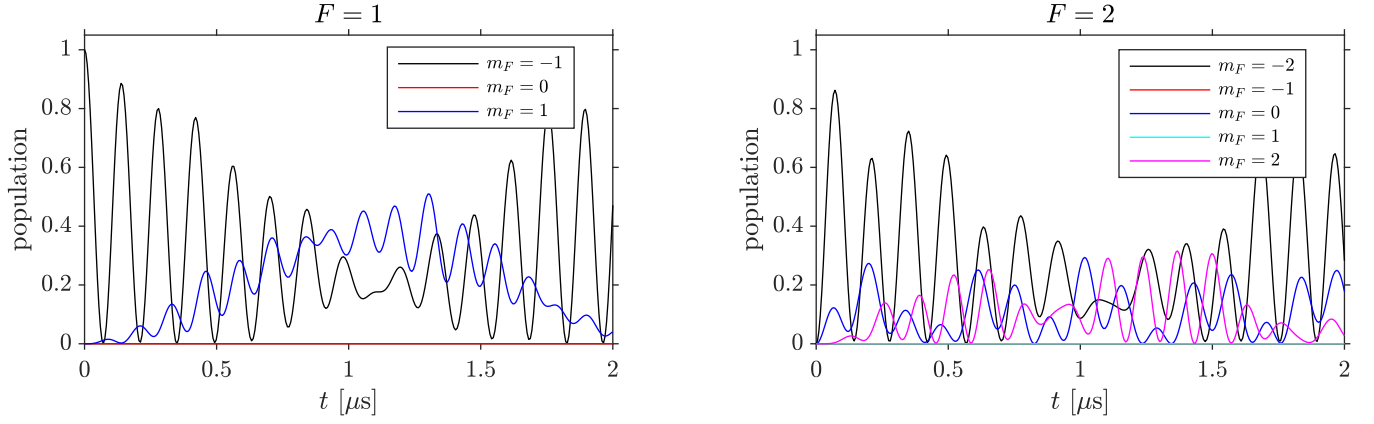 F = 1
population
1
0.8
0.6
0.4
0.2
0
0 0.5 1 1.5 2
t [μs]
m_F = −1
m_F = 0
m_F = 1
F = 2
population
1
0.8
0.6
0.4
0.2
0
0 0.5 1 1.5 2
t [μs]
m_F = −2
m_F = −1
m_F = 0
m_F = 1
m_F = 2